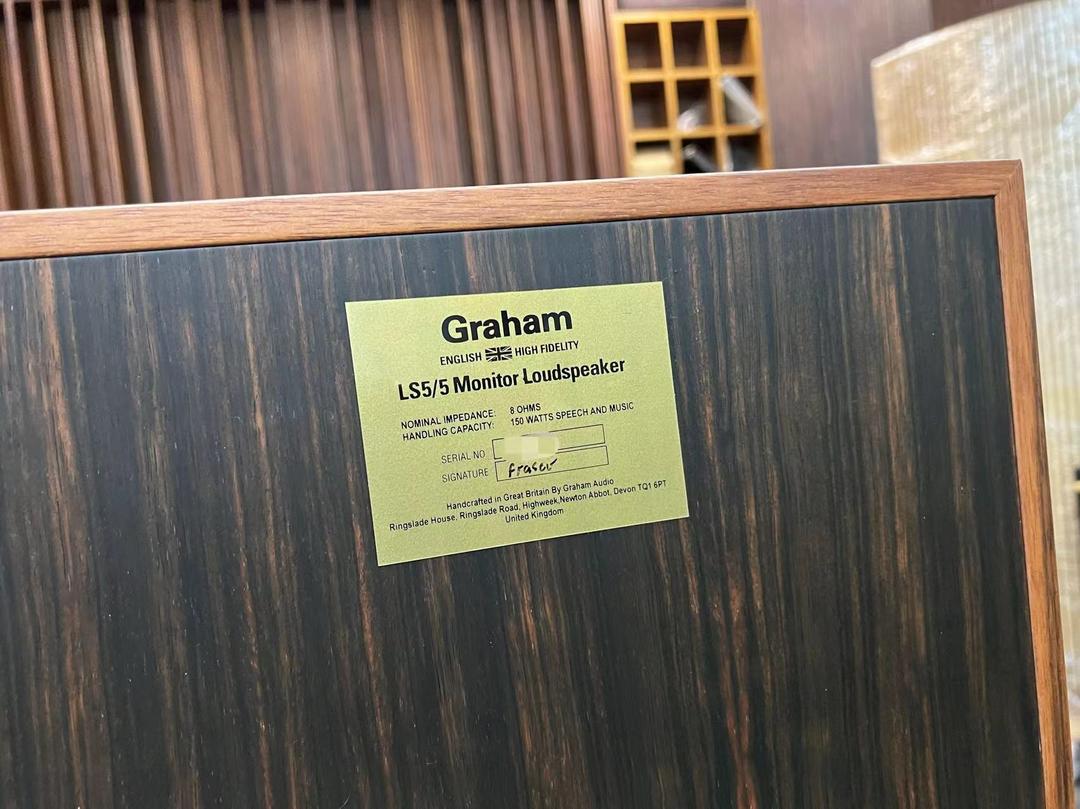 Graham
ENGLISH HIGH FIDELITY
LS5/5 Monitor Loudspeaker
NOMINAL IMPEDANCE: 8 OHMS
HANDLING CAPACITY: 150 WATTS SPEECH AND MUSIC
SERIAL NO
SIGNATURE Fraser
Handcrafted in Great Britain By Graham Audio
Ringslade House, Ringslade Road, Highweek,Newton Abbot, Devon TQ1 6PT
United Kingdom